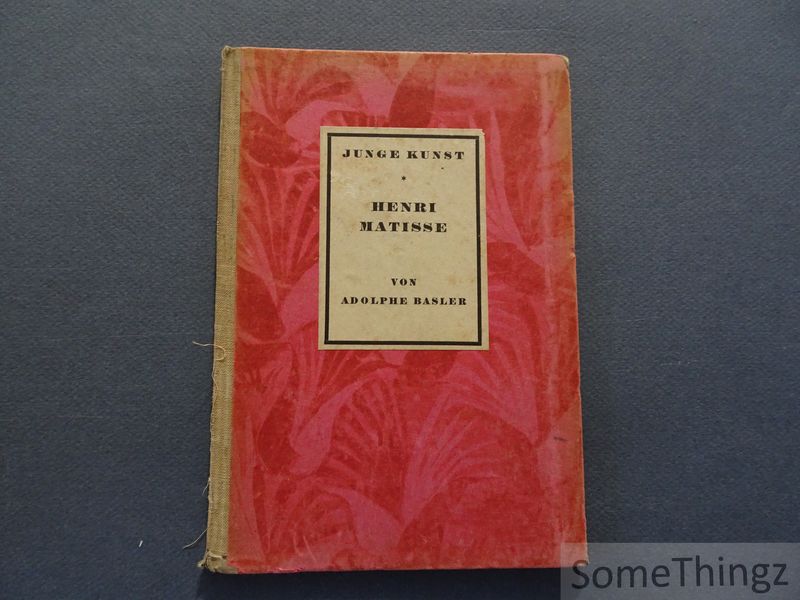 JUNGE KUNST
*
HENRI
MATISSE
VON
ADOLPHE BASLER
SomeThingz